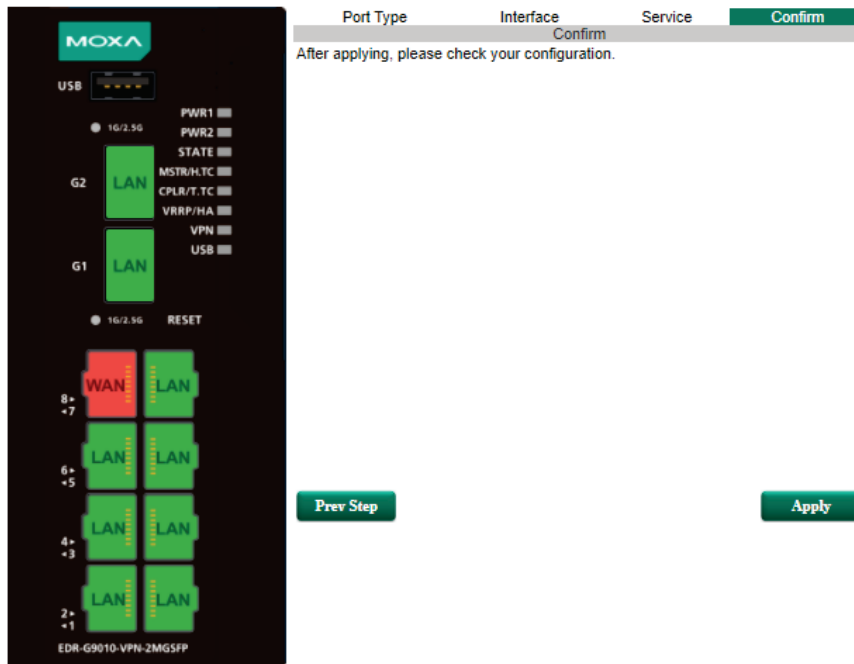 MOXA
USB
PWR1
1G/2.5G
PWR2
STATE
MSTR/H.TC
G2
LAN
CPLR/T.TC
VRRP/HA
VPN
USB
G1
LAN
1G/2.5G
RESET
WAN
LAN
8▸
◂7
LAN
LAN
6▸
◂5
LAN
LAN
4▸
◂3
LAN
LAN
2▸
◂1
EDR-G9010-VPN-2MGSFP
Port Type Interface Service Confirm
Confirm
After applying, please check your configuration.
Prev Step
Apply